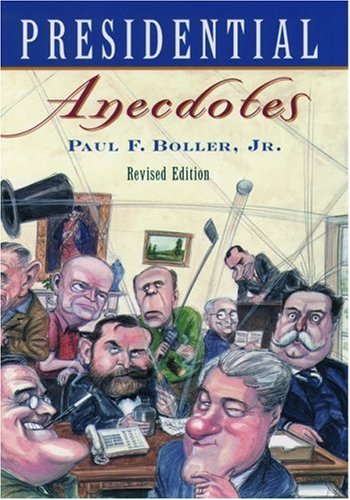 PRESIDENTIAL
Anecdotes
PAUL F. BOLLER, JR.
Revised Edition